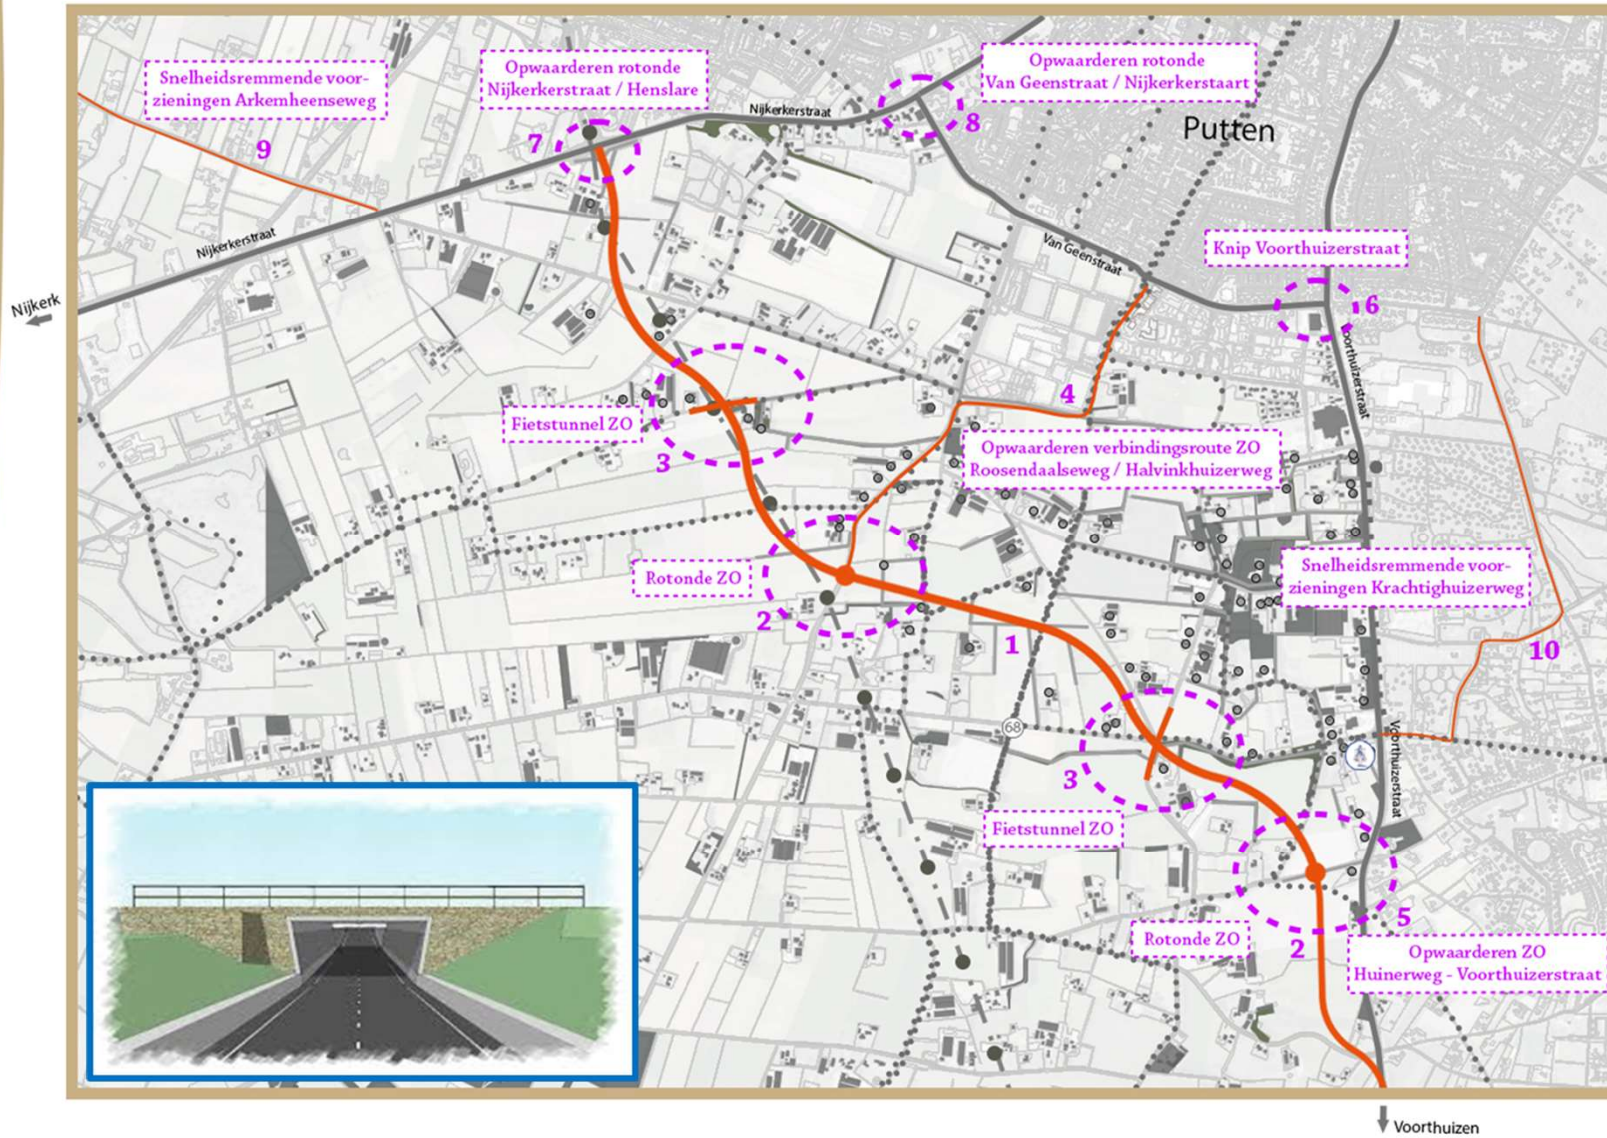 Snelheidsremmende voor-
zieningen Arkemheenseweg
9
Opwaarderen rotonde
Nijkerkerstraat / Henslare
7
Nijkerkerstraat
Opwaarderen rotonde
Van Geenstraat / Nijkerkerstaart
8
Putten
Nijkerkerstraat
Nijkerk
Van Geenstraat
Knip Voorthuizerstraat
6
Voorthuizerstraat
4
Fietstunnel ZO
3
Opwaarderen verbindingsroute ZO
Roosendaalseweg / Halvinkhuizerweg
Rotonde ZO
2
Snelheidsremmende voor-
zieningen Krachtighuizerweg
1
10
68
Voorthuizerstraat
3
Fietstunnel ZO
5
Rotonde ZO
2
Opwaarderen ZO
Huinerweg - Voorthuizerstraat
Voorthuizen